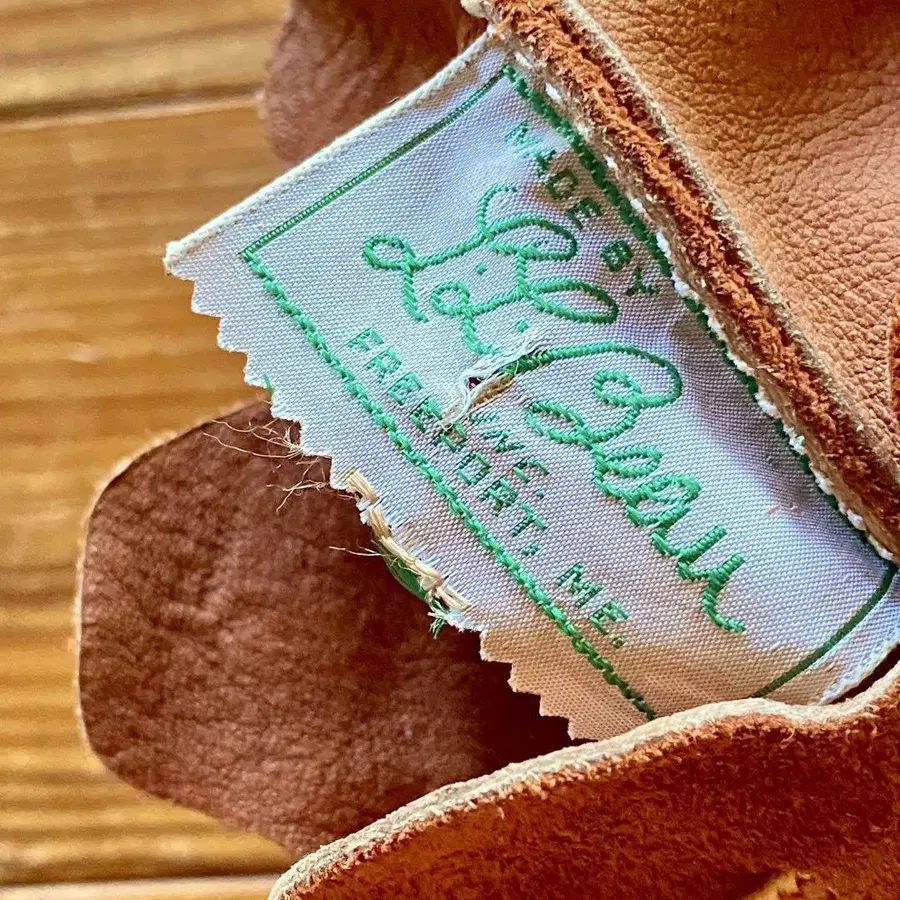 MADE BY
L.L. Bean
INC.
FREEPORT, ME.